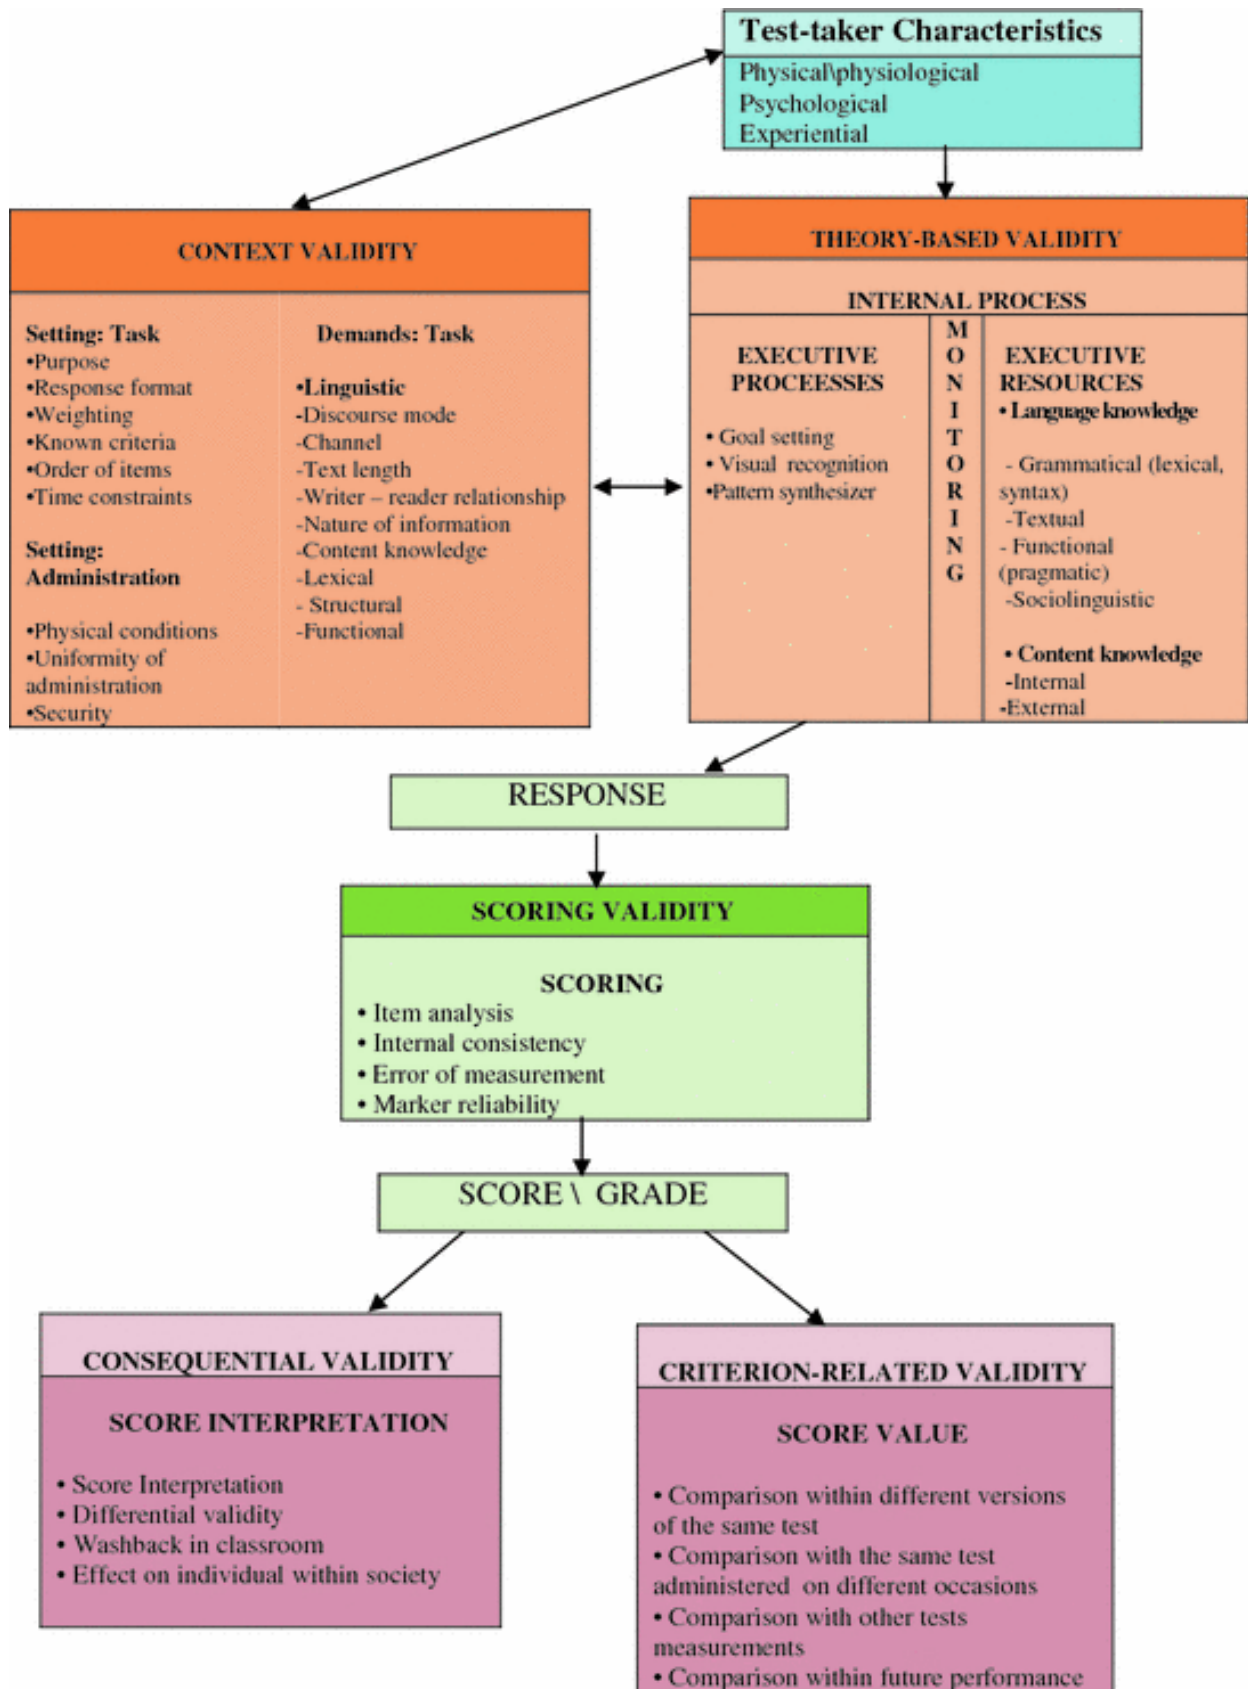 Test-taker Characteristics
Physical\physiological
Psychological
Experiential
CONTEXT VALIDITY
Setting: Task
•Purpose
•Response format
•Weighting
•Known criteria
•Order of items
•Time constraints
Setting:
Administration
•Physical conditions
•Uniformity of
administration
•Security
Demands: Task
•Linguistic
-Discourse mode
-Channel
-Text length
-Writer – reader relationship
-Nature of information
-Content knowledge
-Lexical
- Structural
-Functional
THEORY-BASED VALIDITY
INTERNAL PROCESS
EXECUTIVE
PROCEESSES
• Goal setting
• Visual recognition
•Pattern synthesizer
M
O
N
I
T
O
R
I
N
G
EXECUTIVE
RESOURCES
• Language knowledge
- Grammatical (lexical,
syntax)
-Textual
- Functional
(pragmatic)
-Sociolinguistic
• Content knowledge
-Internal
-External
RESPONSE
SCORING VALIDITY
SCORING
• Item analysis
• Internal consistency
• Error of measurement
• Marker reliability
SCORE \ GRADE
CONSEQUENTIAL VALIDITY
SCORE INTERPRETATION
• Score Interpretation
• Differential validity
• Washback in classroom
• Effect on individual within society
CRITERION-RELATED VALIDITY
SCORE VALUE
• Comparison within different versions
of the same test
• Comparison with the same test
administered on different occasions
• Comparison with other tests
measurements
• Comparison within future performance